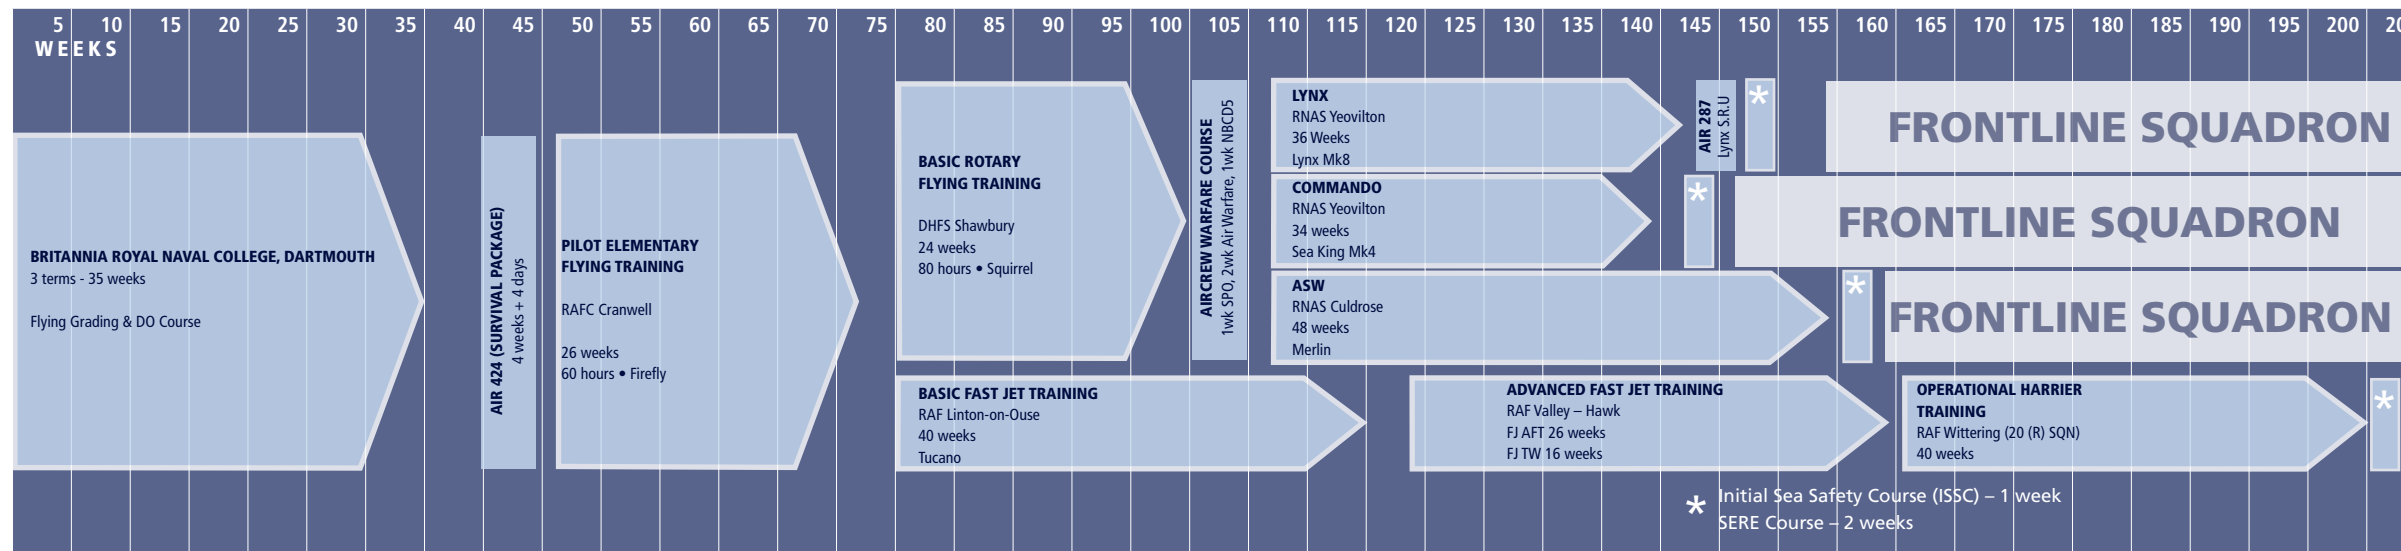 5 10 15 20 25 30 35 40 45 50 55 60 65 70 75 80 85 90 95 100 105 110 115 120 125 130 135 140 145 150 155 160 165 170 175 180 185 190 195 200 20
WEEKS
BRITANNIA ROYAL NAVAL COLLEGE, DARTMOUTH
3 terms - 35 weeks
Flying Grading & DO Course
AIR 424 (SURVIVAL PACKAGE)
4 weeks + 4 days
PILOT ELEMENTARY
FLYING TRAINING
RAFC Cranwell
26 weeks
60 hours • Firefly
BASIC ROTARY
FLYING TRAINING
DHFS Shawbury
24 weeks
80 hours • Squirrel
AIRCREW WARFARE COURSE
1wk SPO, 2wk Air Warfare, 1wk NBCD5
LYNX
RNAS Yeovilton
36 Weeks
Lynx Mk8
AIR 287
Lynx S.R.U
*
FRONTLINE SQUADRON
COMMANDO
RNAS Yeovilton
34 weeks
Sea King Mk4
*
FRONTLINE SQUADRON
ASW
RNAS Culdrose
48 weeks
Merlin
*
FRONTLINE SQUADRON
BASIC FAST JET TRAINING
RAF Linton-on-Ouse
40 weeks
Tucano
ADVANCED FAST JET TRAINING
RAF Valley – Hawk
FJ AFT 26 weeks
FJ TW 16 weeks
OPERATIONAL HARRIER
TRAINING
RAF Wittering (20 (R) SQN)
40 weeks
*
* Initial Sea Safety Course (ISSC) – 1 week
SERE Course – 2 weeks